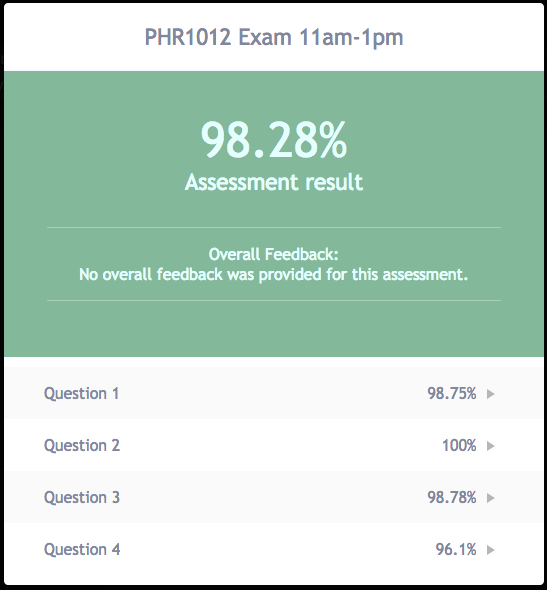 PHR1012 Exam 11am-1pm
98.28%
Assessment result
Overall Feedback:
No overall feedback was provided for this assessment.
Question 1 98.75%
Question 2 100%
Question 3 98.78%
Question 4 96.1%